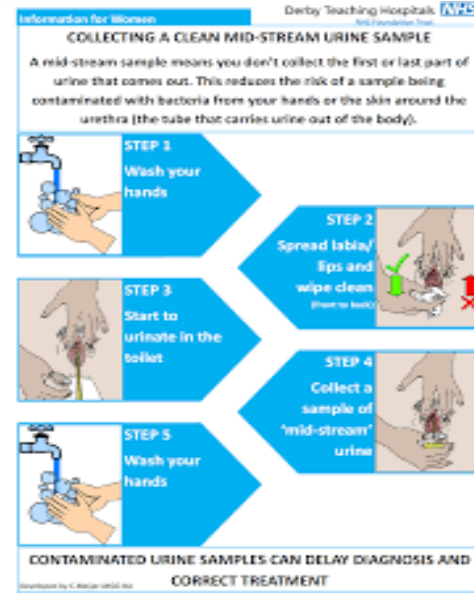 Information for Women
Derby Teaching Hospitals NHS
NHS Foundation Trust
COLLECTING A CLEAN MID-STREAM URINE SAMPLE
A mid-stream sample means you don't collect the first or last part of
urine that comes out. This reduces the risk of a sample being
contaminated with bacteria from your hands or the skin around the
urethra (the tube that carries urine out of the body).
STEP 1
Wash your
hands
STEP 2
Spread labia/
lips and
wipe clean
(front to back)
STEP 3
Start to
urinate in the
toilet
STEP 4
Collect a
sample of
'mid-stream'
urine
STEP 5
Wash your
hands
CONTAMINATED URINE SAMPLES CAN DELAY DIAGNOSIS AND
CORRECT TREATMENT